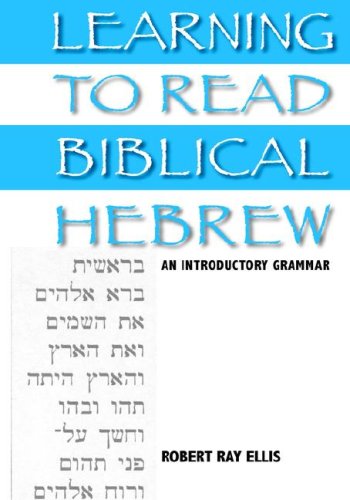 LEARNING
TO READ
BIBLICAL
HEBREW
AN INTRODUCTORY GRAMMAR
בראשית
ברא אלהים
את השמים
ואת הארץ
והארץ היתה
תהו ובהו
וחשך על־
פני תהום
ורוח אלהים
ROBERT RAY ELLIS